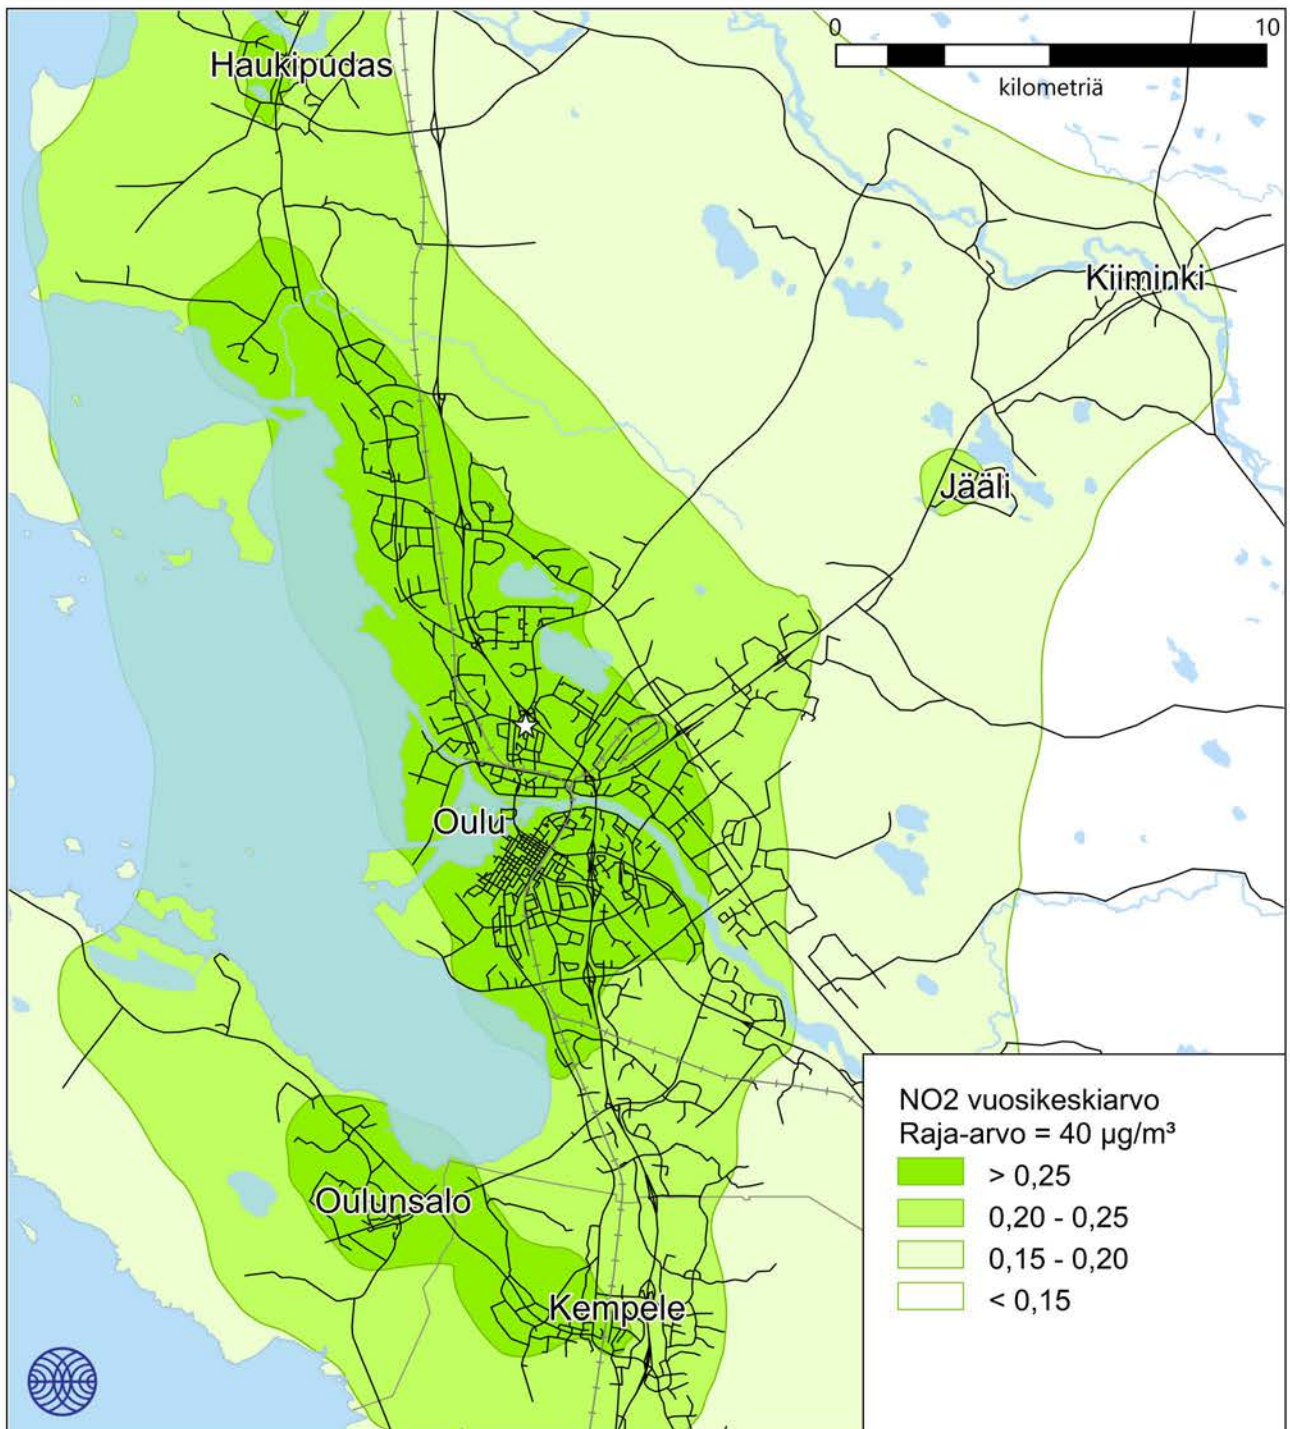 0 10
kilometriä
Haukipudas
Kiiminki
Jääli
Oulu
Oulunsalo
Kempele
NO2 vuosikeskiarvo
Raja-arvo = 40 µg/m³
> 0,25
0,20 - 0,25
0,15 - 0,20
< 0,15